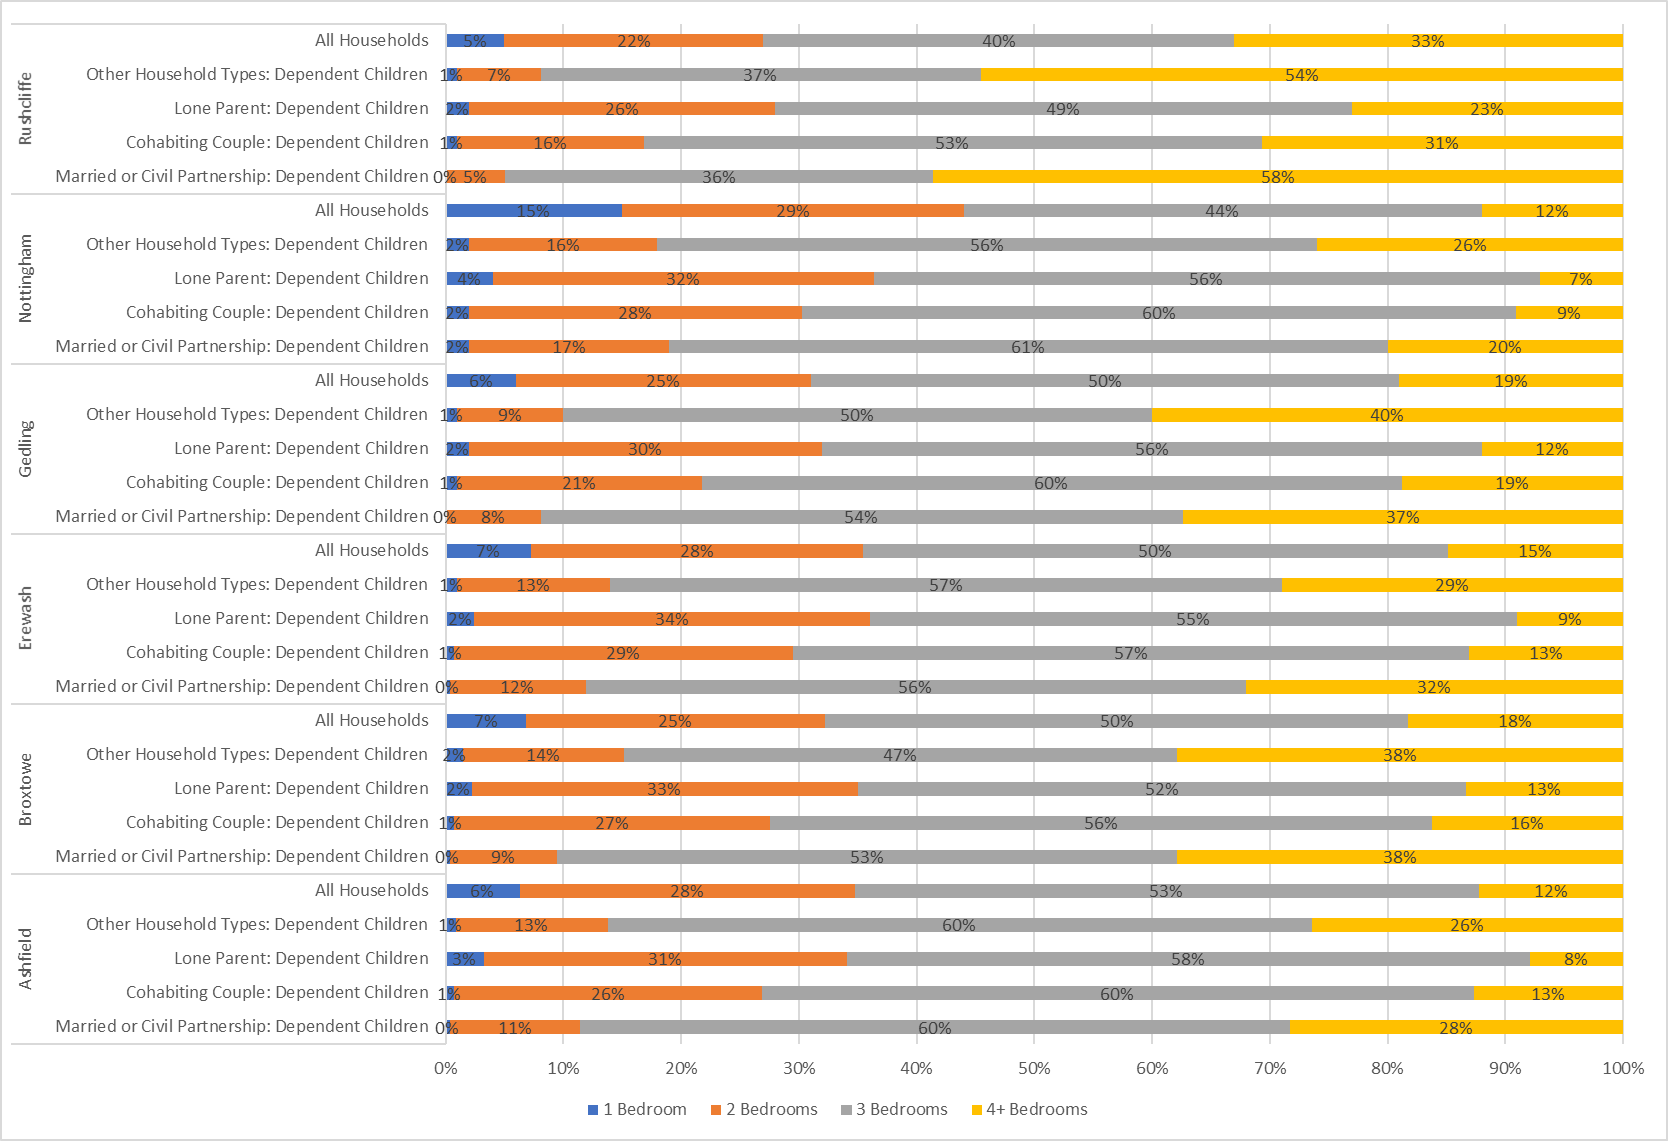 Rushcliffe
All Households 5% 22% 40% 33%
Other Household Types: Dependent Children 1% 7% 37% 54%
Lone Parent: Dependent Children 2% 26% 49% 23%
Cohabiting Couple: Dependent Children 1% 16% 53% 31%
Married or Civil Partnership: Dependent Children 0% 5% 36% 58%
Nottingham
All Households 15% 29% 44% 12%
Other Household Types: Dependent Children 2% 16% 56% 26%
Lone Parent: Dependent Children 4% 32% 56% 7%
Cohabiting Couple: Dependent Children 2% 28% 60% 9%
Married or Civil Partnership: Dependent Children 2% 17% 61% 20%
Gedling
All Households 6% 25% 50% 19%
Other Household Types: Dependent Children 1% 9% 50% 40%
Lone Parent: Dependent Children 2% 30% 56% 12%
Cohabiting Couple: Dependent Children 1% 21% 60% 19%
Married or Civil Partnership: Dependent Children 0% 8% 54% 37%
Erewash
All Households 7% 28% 50% 15%
Other Household Types: Dependent Children 1% 13% 57% 29%
Lone Parent: Dependent Children 2% 34% 55% 9%
Cohabiting Couple: Dependent Children 1% 29% 57% 13%
Married or Civil Partnership: Dependent Children 0% 12% 56% 32%
Broxtowe
All Households 7% 25% 50% 18%
Other Household Types: Dependent Children 2% 14% 47% 38%
Lone Parent: Dependent Children 2% 33% 52% 13%
Cohabiting Couple: Dependent Children 1% 27% 56% 16%
Married or Civil Partnership: Dependent Children 0% 9% 53% 38%
Ashfield
All Households 6% 28% 53% 12%
Other Household Types: Dependent Children 1% 13% 60% 26%
Lone Parent: Dependent Children 3% 31% 58% 8%
Cohabiting Couple: Dependent Children 1% 26% 60% 13%
Married or Civil Partnership: Dependent Children 0% 11% 60% 28%
0% 10% 20% 30% 40% 50% 60% 70% 80% 90% 100%
1 Bedroom 2 Bedrooms 3 Bedrooms 4+ Bedrooms